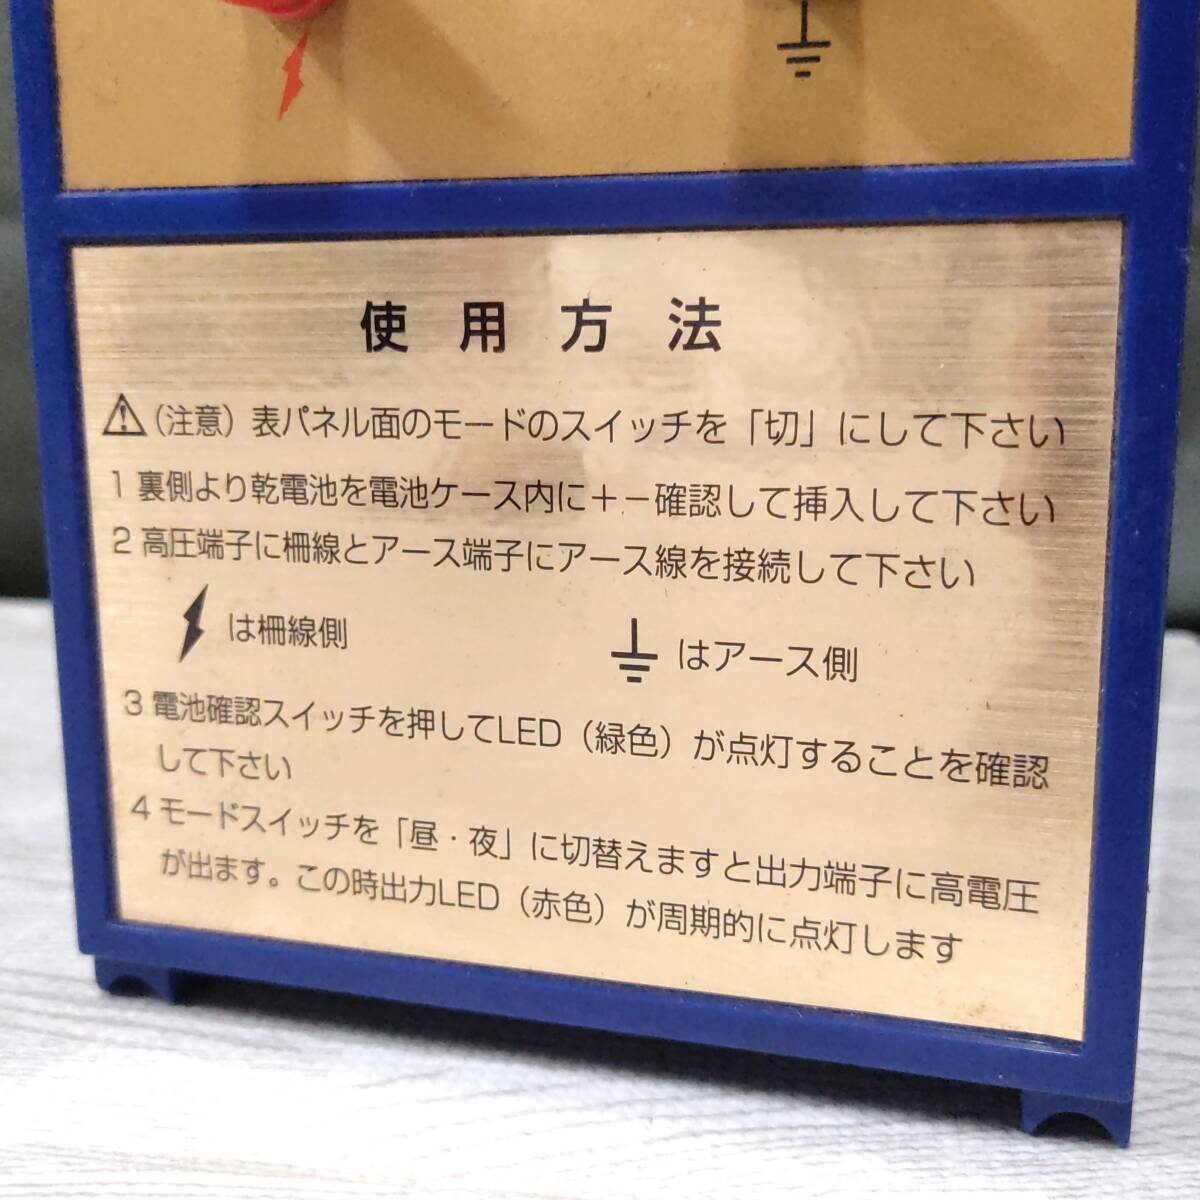 使用方法
⚠(注意)表パネル面のモードのスイッチを「切」にして下さい
1 裏側より乾電池を電池ケース内に＋−確認して挿入して下さい
2 高圧端子に柵線とアース端子にアース線を接続して下さい
は柵線側
はアース側
3 電池確認スイッチを押してLED（緑色）が点灯することを確認
して下さい
4 モードスイッチを「昼・夜」に切替えますと出力端子に高電圧
が出ます。この時出力LED（赤色）が周期的に点灯します